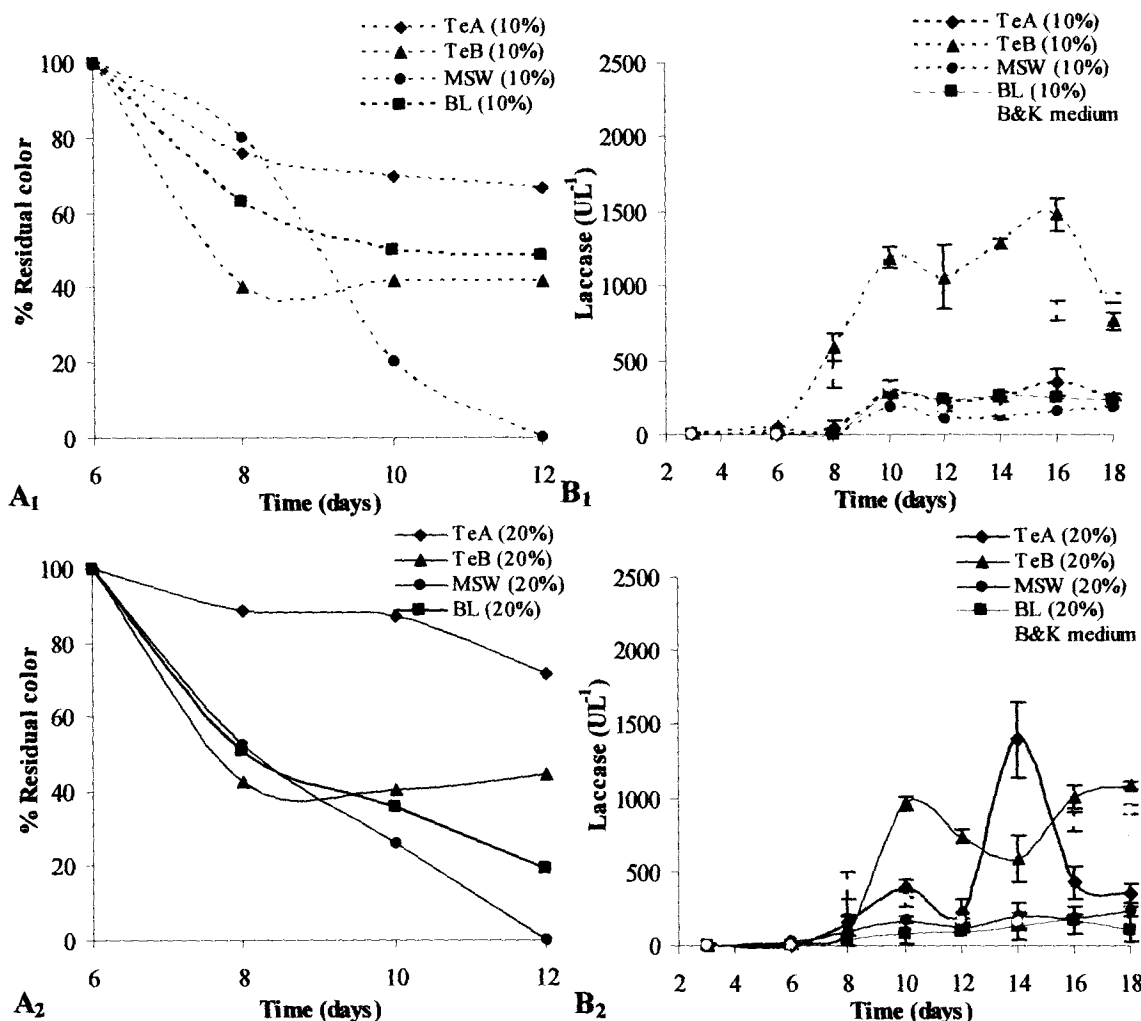 TeA (10%)
TeB (10%)
MSW (10%)
BL (10%)
100
80
60
40
20
0
% Residual color
6
8
10
12
Time (days)
A1
TeA (10%)
TeB (10%)
MSW (10%)
BL (10%)
B&K medium
2500
2000
1500
1000
500
0
Laccase (UL-1)
2
4
6
8
10
12
14
16
18
Time (days)
B1
TeA (20%)
TeB (20%)
MSW (20%)
BL (20%)
100
80
60
40
20
0
% Residual color
6
8
10
12
Time (days)
A2
TeA (20%)
TeB (20%)
MSW (20%)
BL (20%)
B&K medium
2500
2000
1500
1000
500
0
Laccase (UL-1)
2
4
6
8
10
12
14
16
18
Time (days)
B2